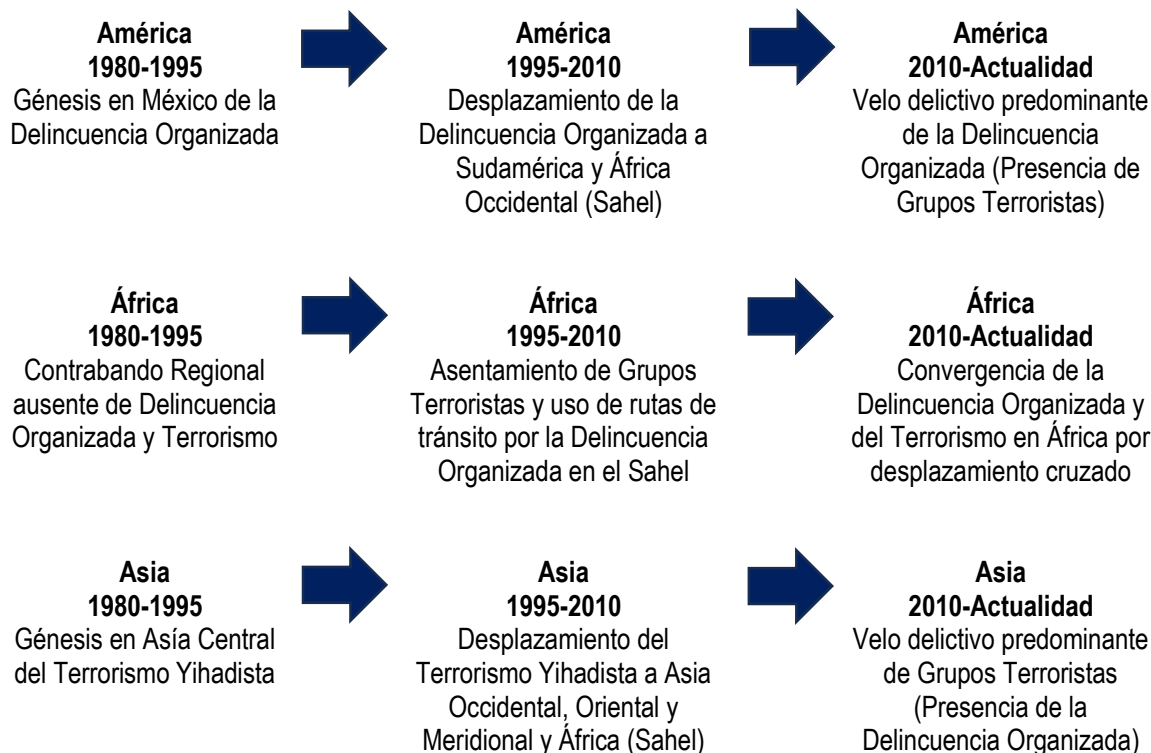 América
1980-1995
Génesis en México de la
Delincuencia Organizada
América
1995-2010
Desplazamiento de la
Delincuencia Organizada a
Sudamérica y África
Occidental (Sahel)
América
2010-Actualidad
Velo delictivo predominante
de la Delincuencia
Organizada (Presencia de
Grupos Terroristas)
África
1980-1995
Contrabando Regional
ausente de Delincuencia
Organizada y Terrorismo
África
1995-2010
Asentamiento de Grupos
Terroristas y uso de rutas de
tránsito por la Delincuencia
Organizada en el Sahel
África
2010-Actualidad
Convergencia de la
Delincuencia Organizada y
del Terrorismo en África por
desplazamiento cruzado
Asia
1980-1995
Génesis en Asía Central
del Terrorismo Yihadista
Asia
1995-2010
Desplazamiento del
Terrorismo Yihadista a Asia
Occidental, Oriental y
Meridional y África (Sahel)
Asia
2010-Actualidad
Velo delictivo predominante
de Grupos Terroristas
(Presencia de la
Delincuencia Organizada)